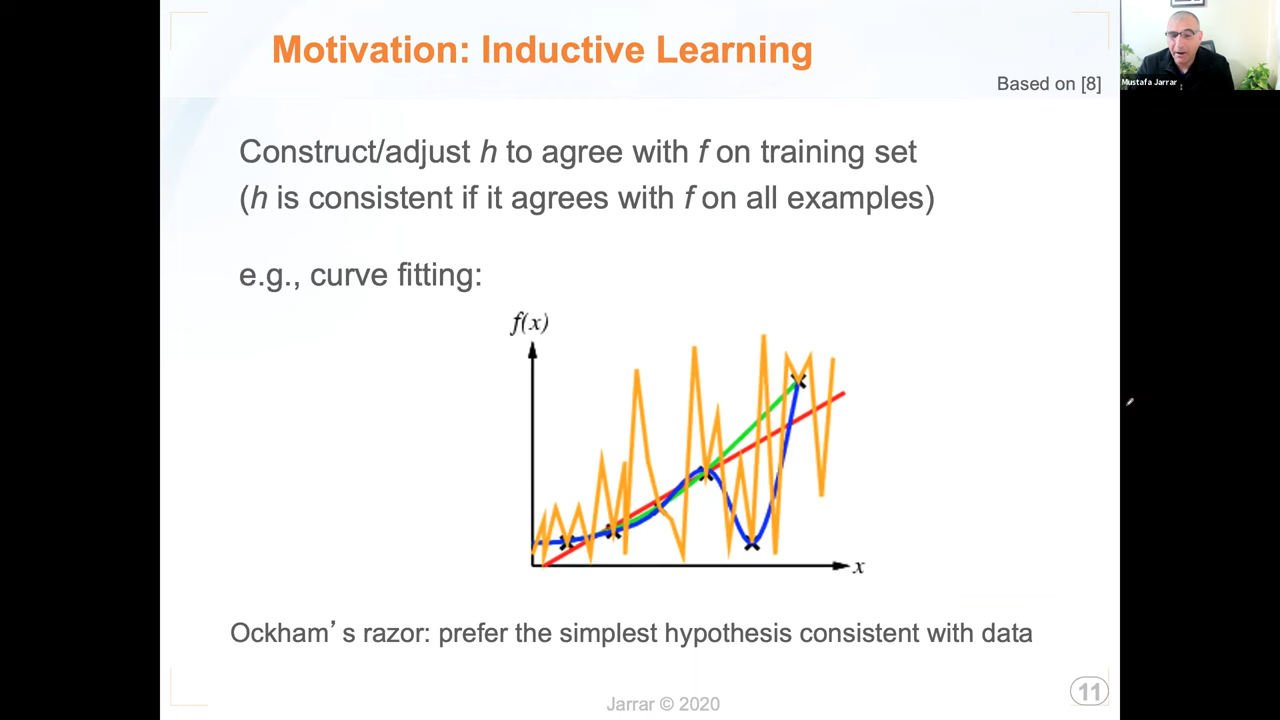 Motivation: Inductive Learning
Based on [8]
Mustafa Jarrar
Construct/adjust h to agree with f on training set
(h is consistent if it agrees with f on all examples)
e.g., curve fitting:
f(x)
x
Ockham’s razor: prefer the simplest hypothesis consistent with data
Jarrar © 2020
11